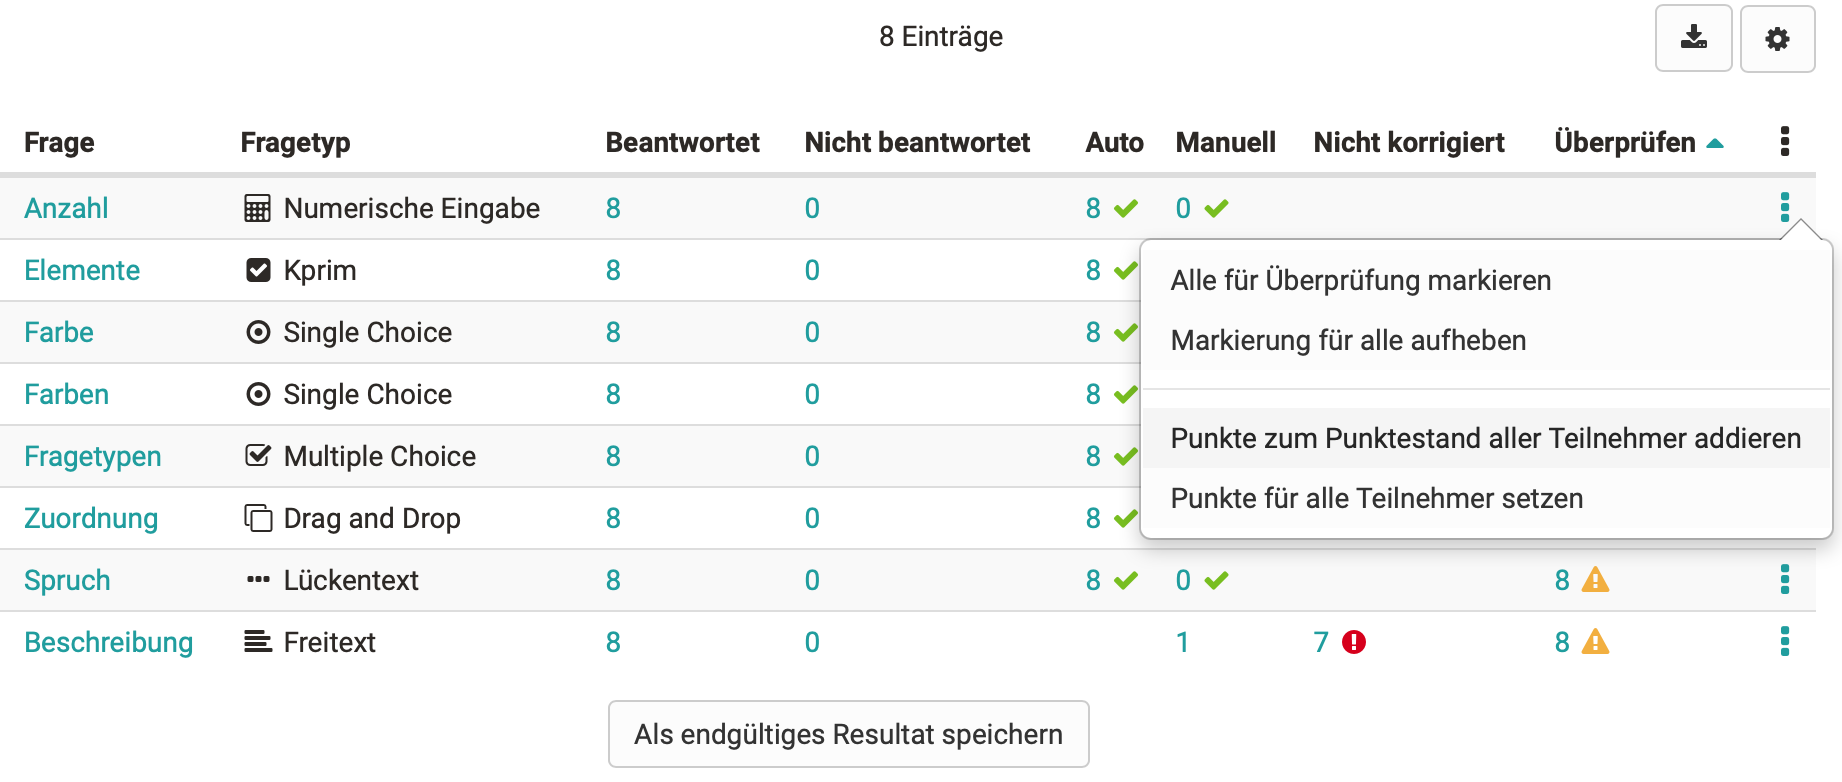 8 Einträge
Frage Fragetyp Beantwortet Nicht beantwortet Auto Manuell Nicht korrigiert Überprüfen
Anzahl Numerische Eingabe 8 0 8 0
Elemente Kprim 8 0 8
Alle für Überprüfung markieren
Farbe Single Choice 8 0 8
Markierung für alle aufheben
Farben Single Choice 8 0 8
Punkte zum Punktestand aller Teilnehmer addieren
Fragetypen Multiple Choice 8 0 8
Punkte für alle Teilnehmer setzen
Zuordnung Drag and Drop 8 0 8
Spruch Lückentext 8 0 8 0 8
Beschreibung Freitext 8 0 1 7 8
Als endgültiges Resultat speichern